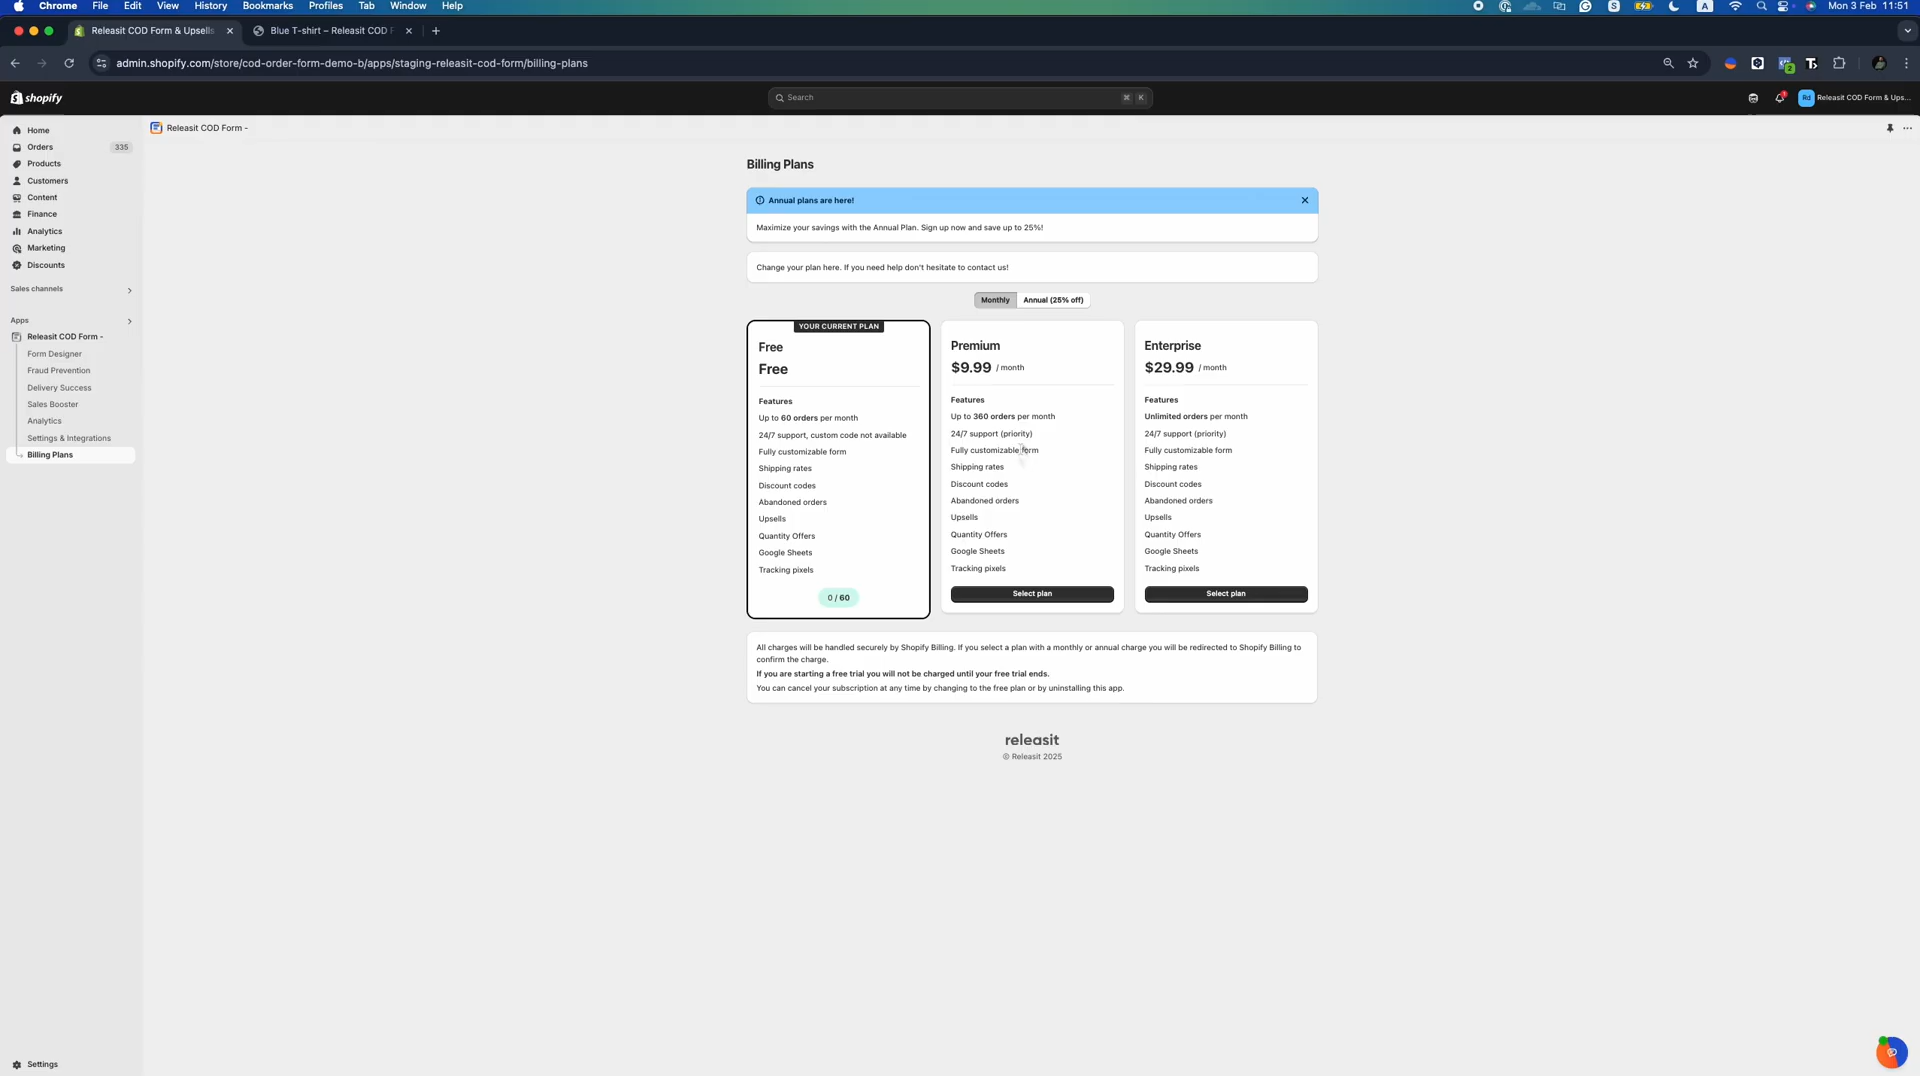 Chrome File Edit View History Bookmarks Profiles Tab Window Help
A Mon 3 Feb 11:51
Releasit COD Form & Upsells
Blue T-shirt – Releasit COD F
admin.shopify.com/store/cod-order-form-demo-b/apps/staging-releasit-cod-form/billing-plans
2
shopify
Search
⌘ K
Rd Releasit COD Form & Ups...
Releasit COD Form -
Home
Orders 335
Products
Customers
Content
Finance
Analytics
Marketing
Discounts
Sales channels
Apps
Releasit COD Form -
Form Designer
Fraud Prevention
Delivery Success
Sales Booster
Analytics
Settings & Integrations
Billing Plans
Settings
Billing Plans
Annual plans are here!
Maximize your savings with the Annual Plan. Sign up now and save up to 25%!
Change your plan here. If you need help don't hesitate to contact us!
Monthly Annual (25% off)
YOUR CURRENT PLAN
Free
Free
Features
Up to 60 orders per month
24/7 support, custom code not available
Fully customizable form
Shipping rates
Discount codes
Abandoned orders
Upsells
Quantity Offers
Google Sheets
Tracking pixels
0 / 60
Premium
$9.99 / month
Features
Up to 360 orders per month
24/7 support (priority)
Fully customizable form
Shipping rates
Discount codes
Abandoned orders
Upsells
Quantity Offers
Google Sheets
Tracking pixels
Select plan
Enterprise
$29.99 / month
Features
Unlimited orders per month
24/7 support (priority)
Fully customizable form
Shipping rates
Discount codes
Abandoned orders
Upsells
Quantity Offers
Google Sheets
Tracking pixels
Select plan
All charges will be handled securely by Shopify Billing. If you select a plan with a monthly or annual charge you will be redirected to Shopify Billing to
confirm the charge.
If you are starting a free trial you will not be charged until your free trial ends.
You can cancel your subscription at any time by changing to the free plan or by uninstalling this app.
releasit
© Releasit 2025